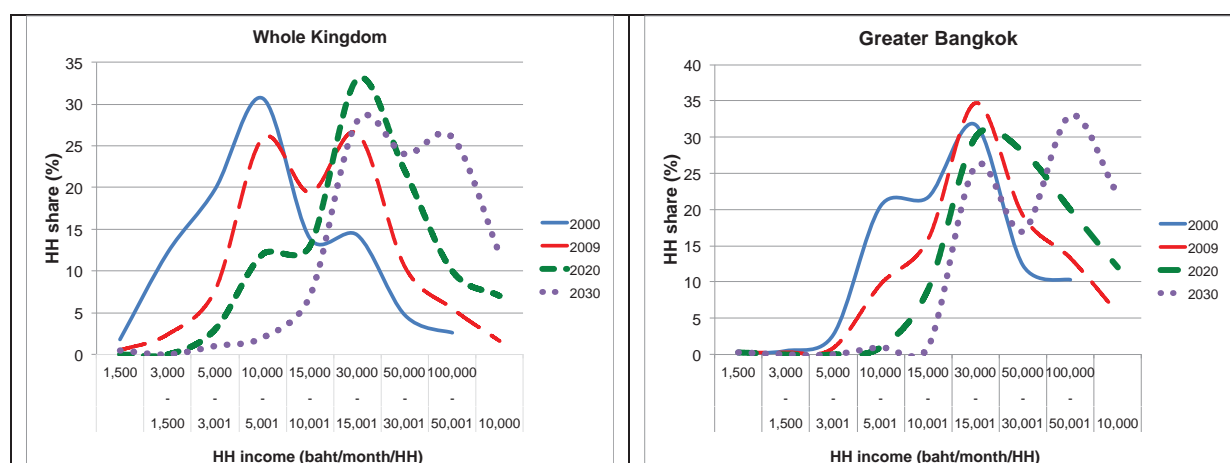 Whole Kingdom
35
30
25
20
15
10
5
0
HH share (%)
2000
2009
2020
2030
1,500 3,000 5,000 10,000 15,000 30,000 50,000 100,000
- - - - - - -
1,500 3,001 5,001 10,001 15,001 30,001 50,001 10,000
HH income (baht/month/HH)
Greater Bangkok
40
35
30
25
20
15
10
5
0
HH share (%)
2000
2009
2020
2030
1,500 3,000 5,000 10,000 15,000 30,000 50,000 100,000
- - - - - - -
1,500 3,001 5,001 10,001 15,001 30,001 50,001 10,000
HH income (baht/month/HH)